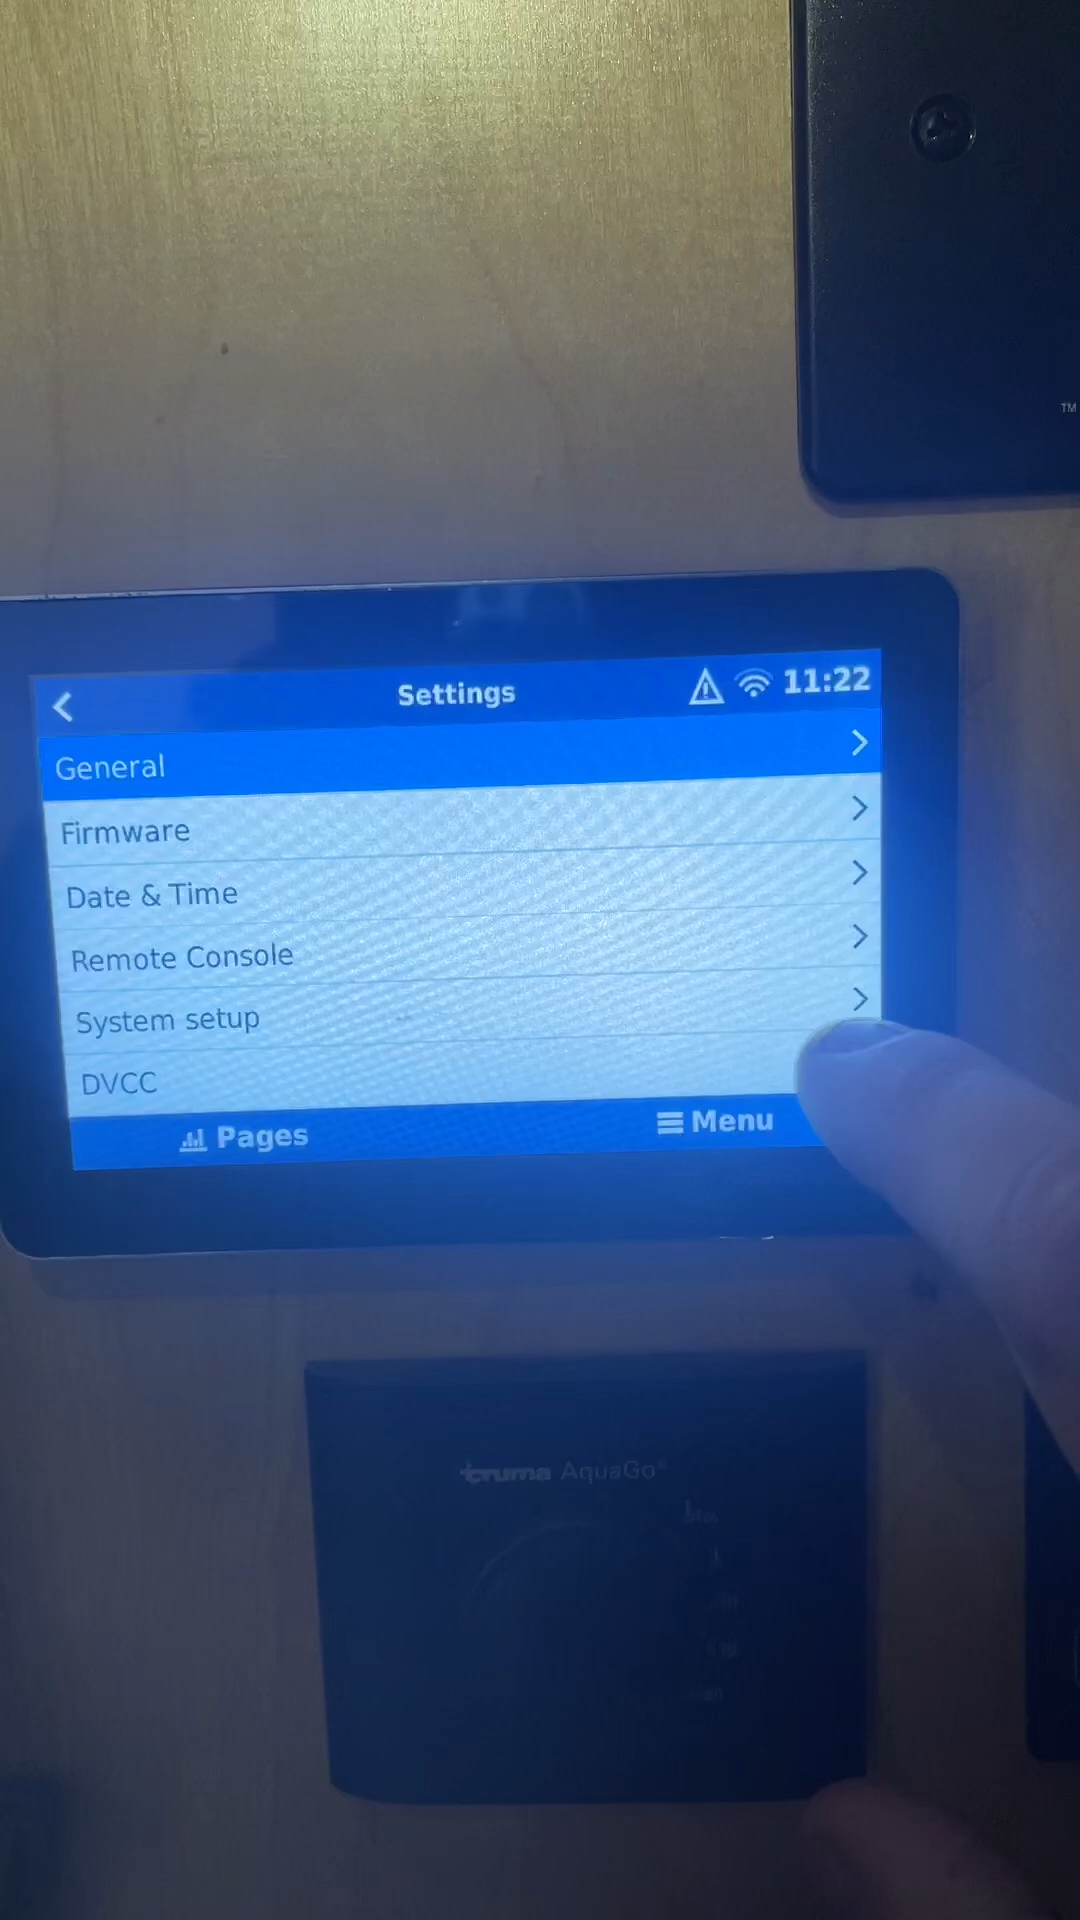 TM
Settings
11:22
General
Firmware
Date & Time
Remote Console
System setup
DVCC
Pages
Menu
truma AquaGo®